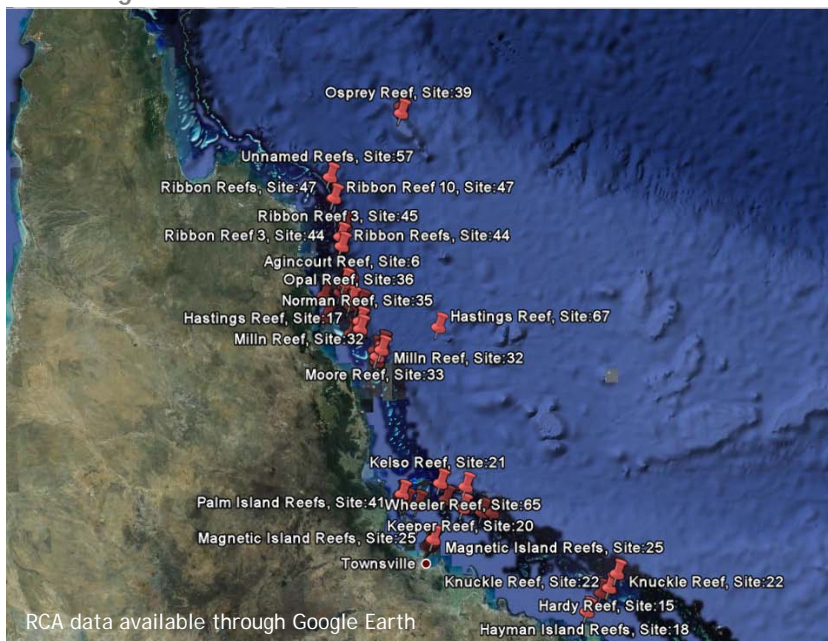 Osprey Reef, Site:39
Unnamed Reefs, Site:57
Ribbon Reefs, Site:47
Ribbon Reef 10, Site:47
Ribbon Reef 3, Site:45
Ribbon Reef 3, Site:44
Ribbon Reefs, Site:44
Agincourt Reef, Site:6
Opal Reef, Site:36
Norman Reef, Site:35
Hastings Reef, Site:17
Hastings Reef, Site:67
Milln Reef, Site:32
Milln Reef, Site:32
Moore Reef, Site:33
Kelso Reef, Site:21
Palm Island Reefs, Site:41
Wheeler Reef, Site:65
Keeper Reef, Site:20
Magnetic Island Reefs, Site:25
Magnetic Island Reefs, Site:25
Townsville
Knuckle Reef, Site:22
Knuckle Reef, Site:22
Hardy Reef, Site:15
RCA data available through Google Earth
Hayman Island Reefs, Site:18